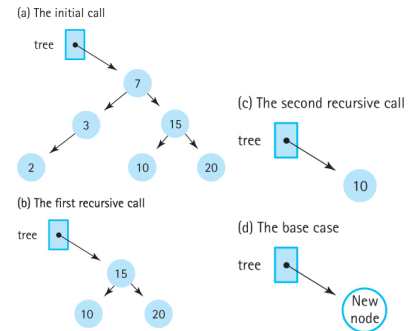 (a) The initial call
tree
7
3
15
2
10
20
(b) The first recursive call
tree
15
10
20
(c) The second recursive call
tree
10
(d) The base case
tree
New
node